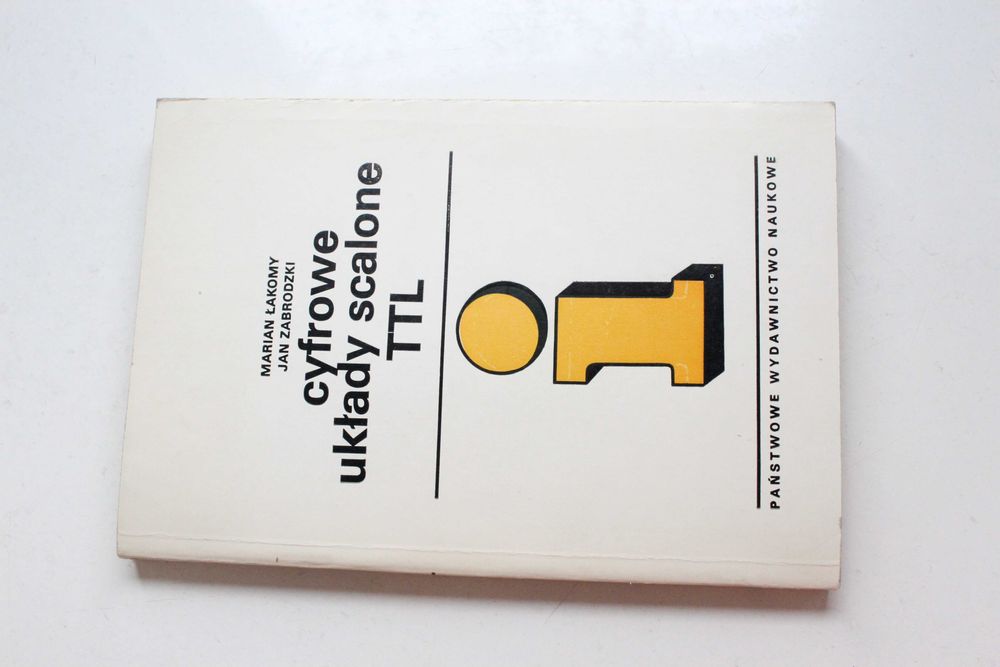 MARIAN ŁAKOMY
JAN ZABRODZKI
cyfrowe
układy scalone
TTL
i
PAŃSTWOWE WYDAWNICTWO NAUKOWE